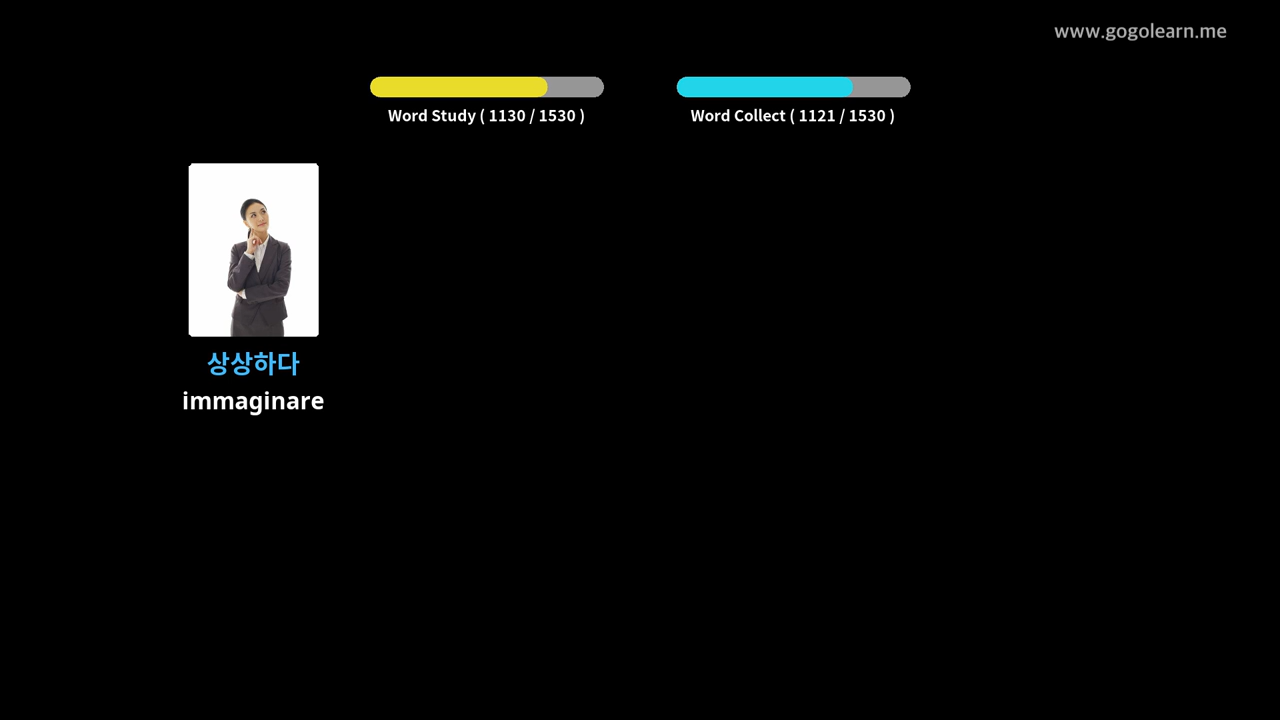 www.gogolearn.me
Word Study ( 1130 / 1530 )
Word Collect ( 1121 / 1530 )
상상하다
immaginare